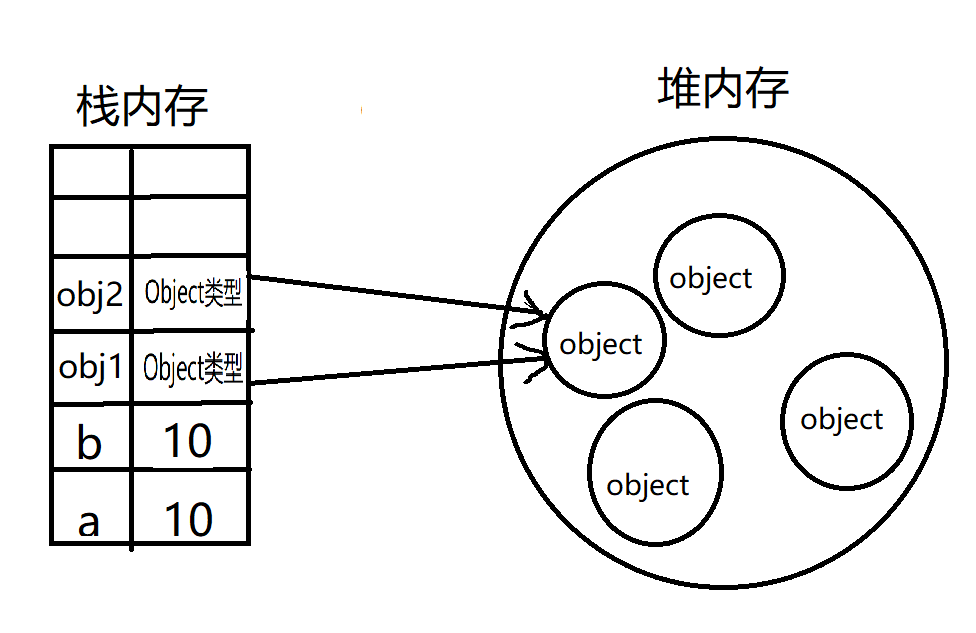 栈内存
堆内存
obj2 Object类型
obj1 Object类型
b 10
a 10
object
object
object
object